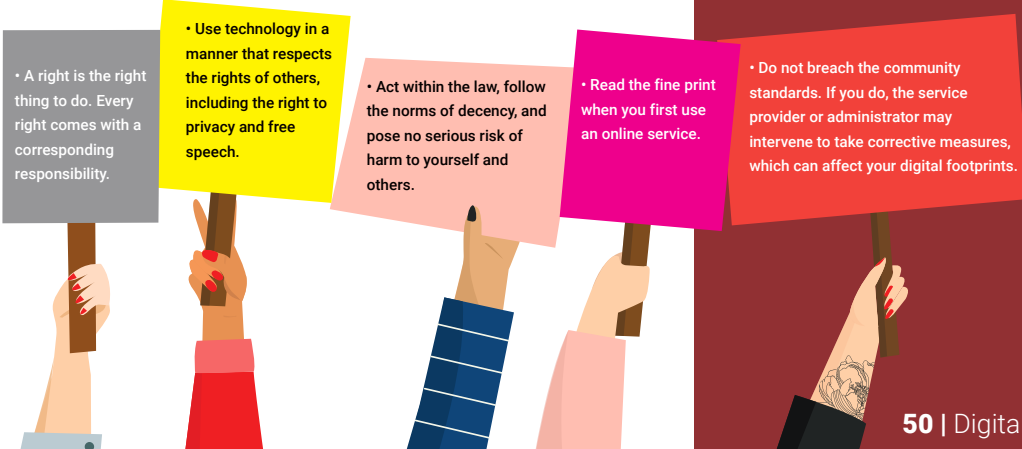 • A right is the right
thing to do. Every
right comes with a
corresponding
responsibility.
• Use technology in a
manner that respects
the rights of others,
including the right to
privacy and free
speech.
• Act within the law, follow
the norms of decency, and
pose no serious risk of
harm to yourself and
others.
• Read the fine print
when you first use
an online service.
• Do not breach the community
standards. If you do, the service
provider or administrator may
intervene to take corrective measures,
which can affect your digital footprints.
50 | Digita